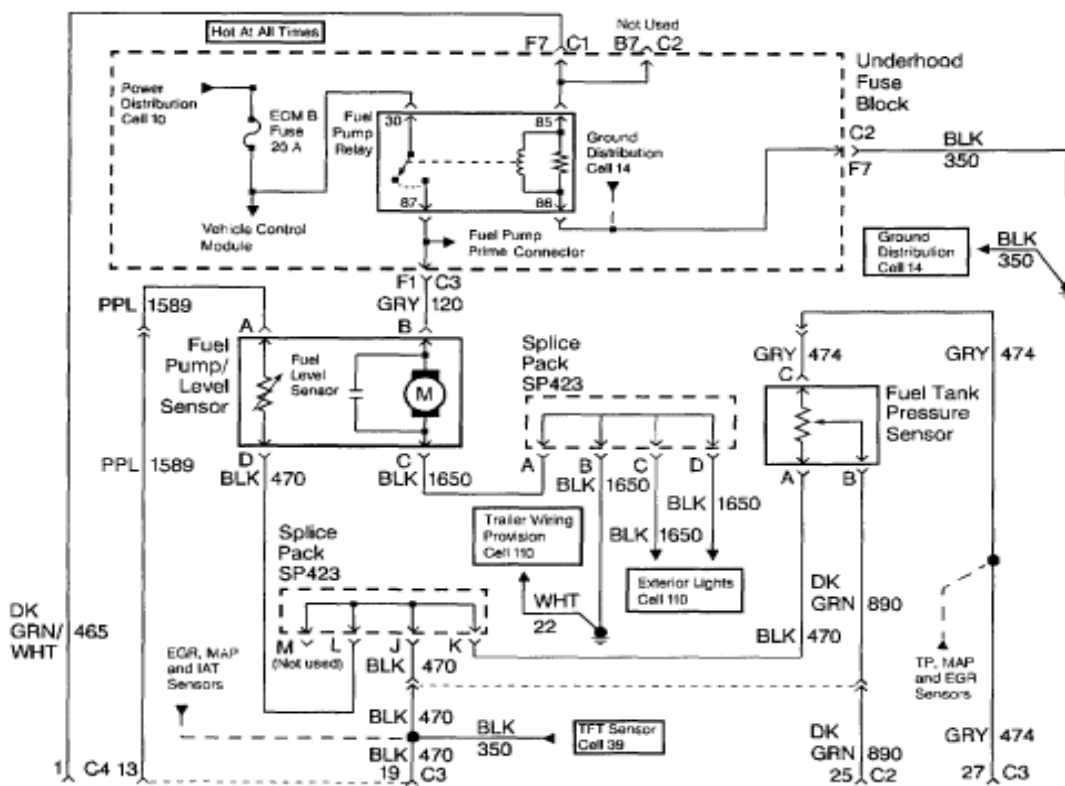 Hot At All Times
Not Used
F7 C1
B7 C2
Underhood
Fuse
Block
Power
Distribution
Cell 10
ECM B
Fuse
20 A
Fuel
Pump
Relay
30
85
87
86
Ground
Distribution
Cell 14
C2
F7
BLK
350
Vehicle Control
Module
Fuel Pump
Prime Connector
Ground
Distribution
Cell 14
BLK
350
F1 C3
GRY 120
PPL 1589
A
B
Fuel
Pump/
Level
Sensor
Fuel
Level
Sensor
M
D
C
BLK 470
BLK 1650
PPL 1589
Splice
Pack
SP423
A
B
C
D
BLK 1650
BLK 1650
BLK 1650
GRY 474
GRY 474
C
Fuel Tank
Pressure
Sensor
A
B
Trailer Wiring
Provision
Cell 110
Exterior Lights
Cell 110
WHT
22
Splice
Pack
SP423
M
L
J
K
(Not used)
BLK 470
BLK 470
DK
GRN 890
DK
GRN/
WHT
465
EGR, MAP
and IAT
Sensors
TP, MAP
and EGR
Sensors
BLK 470
BLK 470
BLK
350
TFT Sensor
Cell 39
DK
GRN 890
GRY 474
1 C4
13
19 C3
25 C2
27 C3